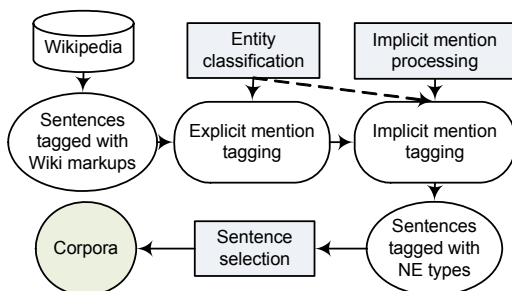 Wikipedia
Entity
classification
Implicit mention
processing
Sentences
tagged with
Wiki markups
Explicit mention
tagging
Implicit mention
tagging
Corpora
Sentence
selection
Sentences
tagged with
NE types